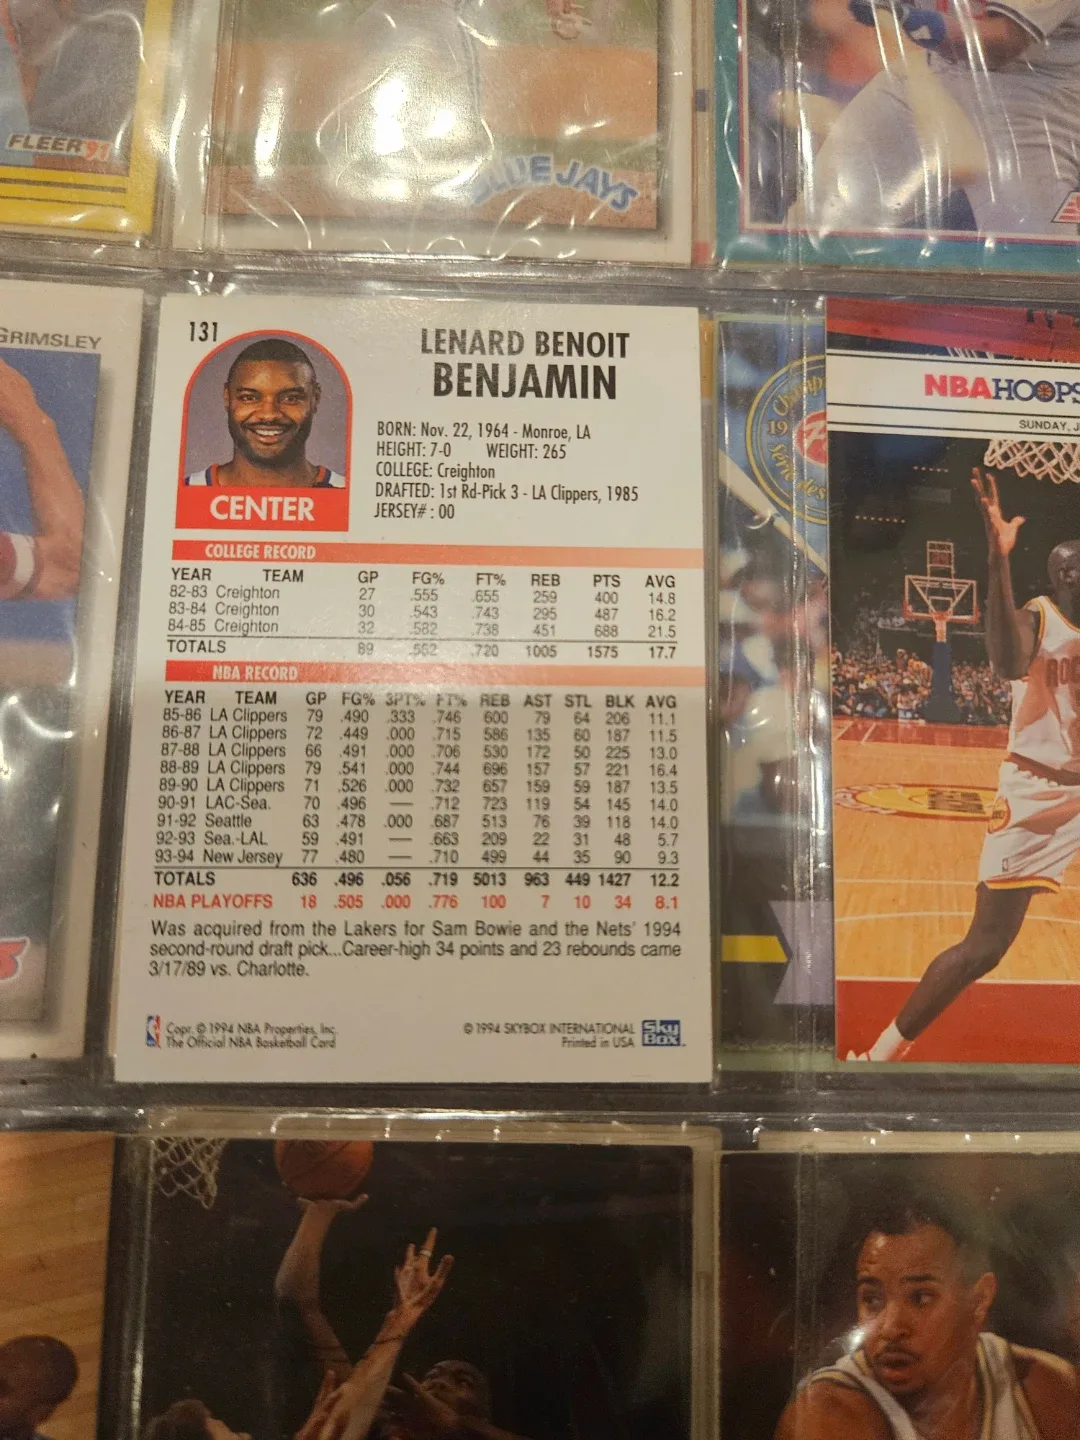 FLEER '91
BLUE JAYS
GRIMSLEY
131
LENARD BENOIT
BENJAMIN
BORN: Nov. 22, 1964 - Monroe, LA
HEIGHT: 7-0 WEIGHT: 265
COLLEGE: Creighton
DRAFTED: 1st Rd-Pick 3 - LA Clippers, 1985
JERSEY# : 00
CENTER
COLLEGE RECORD
YEAR TEAM GP FG% FT% REB PTS AVG
82-83 Creighton 27 .555 .655 259 400 14.8
83-84 Creighton 30 .543 .743 295 487 16.2
84-85 Creighton 32 .582 .738 451 688 21.5
TOTALS 89 .562 .720 1005 1575 17.7
NBA RECORD
YEAR TEAM GP FG% 3PT% FT% REB AST STL BLK AVG
85-86 LA Clippers 79 .490 .333 .746 600 79 64 206 11.1
86-87 LA Clippers 72 .449 .000 .715 586 135 60 187 11.5
87-88 LA Clippers 66 .491 .000 .706 530 172 50 225 13.0
88-89 LA Clippers 79 .541 .000 .744 696 157 57 221 16.4
89-90 LA Clippers 71 .526 .000 .732 657 159 59 187 13.5
90-91 LAC-Sea. 70 .496 — .712 723 119 54 145 14.0
91-92 Seattle 63 .478 .000 .687 513 76 39 118 14.0
92-93 Sea.-LAL 59 .491 — .663 209 22 31 48 5.7
93-94 New Jersey 77 .480 — .710 499 44 35 90 9.3
TOTALS 636 .496 .056 .719 5013 963 449 1427 12.2
NBA PLAYOFFS 18 .505 .000 .776 100 7 10 34 8.1
Was acquired from the Lakers for Sam Bowie and the Nets' 1994
second-round draft pick...Career-high 34 points and 23 rebounds came
3/17/89 vs. Charlotte.
Copr. © 1994 NBA Properties, Inc.
The Official NBA Basketball Card
© 1994 SKYBOX INTERNATIONAL
Printed in USA
SkyBox
19
NBA HOOPS
SUNDAY, J
ROC